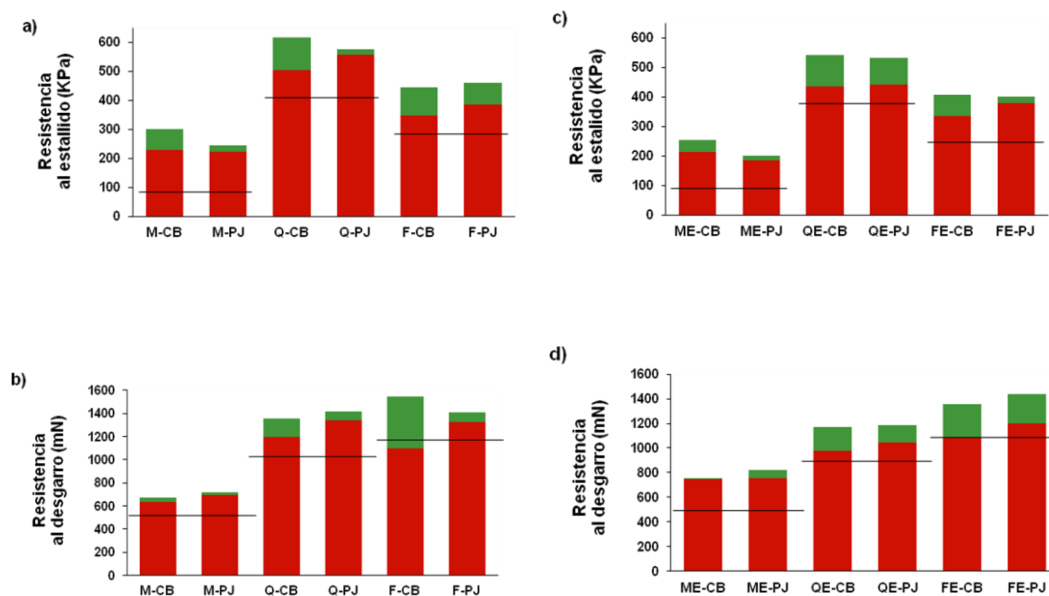 a)
Resistencia
al estallido (KPa)
600
500
400
300
200
100
0
M-CB M-PJ Q-CB Q-PJ F-CB F-PJ
c)
Resistencia
al estalido (KPa)
600
500
400
300
200
100
0
ME-CB ME-PJ QE-CB QE-PJ FE-CB FE-PJ
b)
Resistencia
al desgarro (mN)
1600
1400
1200
1000
800
600
400
200
0
M-CB M-PJ Q-CB Q-PJ F-CB F-PJ
d)
Resistencia
al desgarro (mN)
1600
1400
1200
1000
800
600
400
200
0
ME-CB ME-PJ QE-CB QE-PJ FE-CB FE-PJ